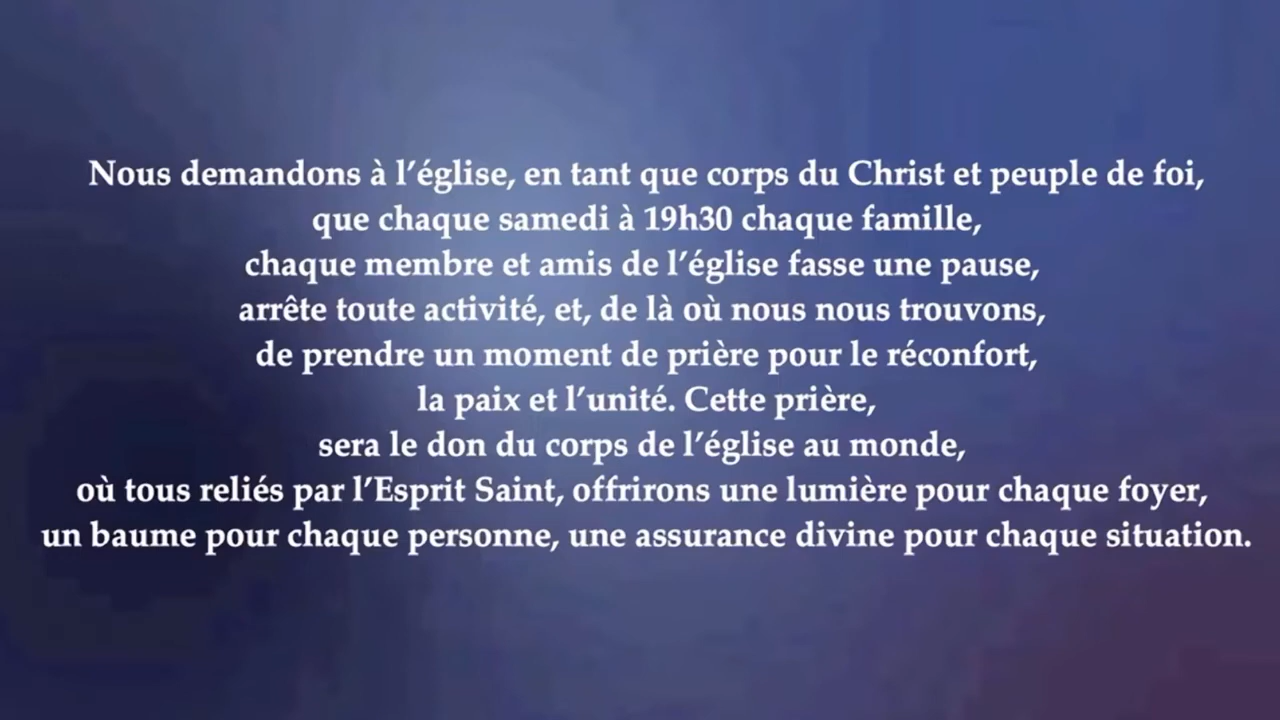 Nous demandons à l’église, en tant que corps du Christ et peuple de foi,
que chaque samedi à 19h30 chaque famille,
chaque membre et amis de l’église fasse une pause,
arrête toute activité, et, de là où nous nous trouvons,
de prendre un moment de prière pour le réconfort,
la paix et l’unité. Cette prière,
sera le don du corps de l’église au monde,
où tous reliés par l’Esprit Saint, offrirons une lumière pour chaque foyer,
un baume pour chaque personne, une assurance divine pour chaque situation.